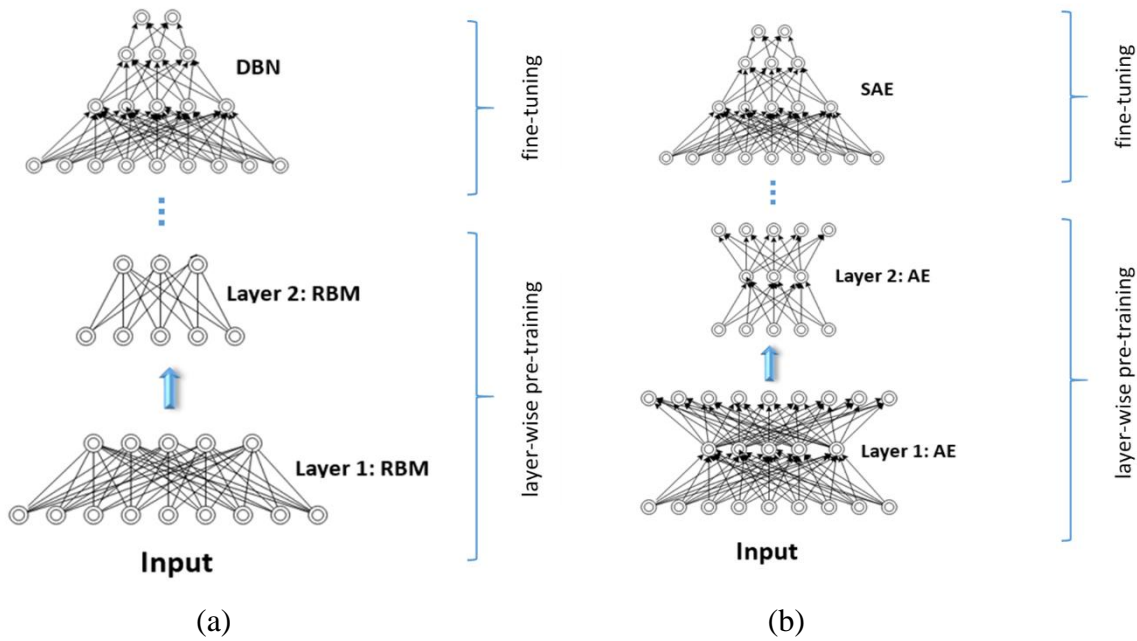 DBN
fine-tuning
Layer 2: RBM
layer-wise pre-training
Layer 1: RBM
Input
(a)
SAE
fine-tuning
Layer 2: AE
layer-wise pre-training
Layer 1: AE
Input
(b)